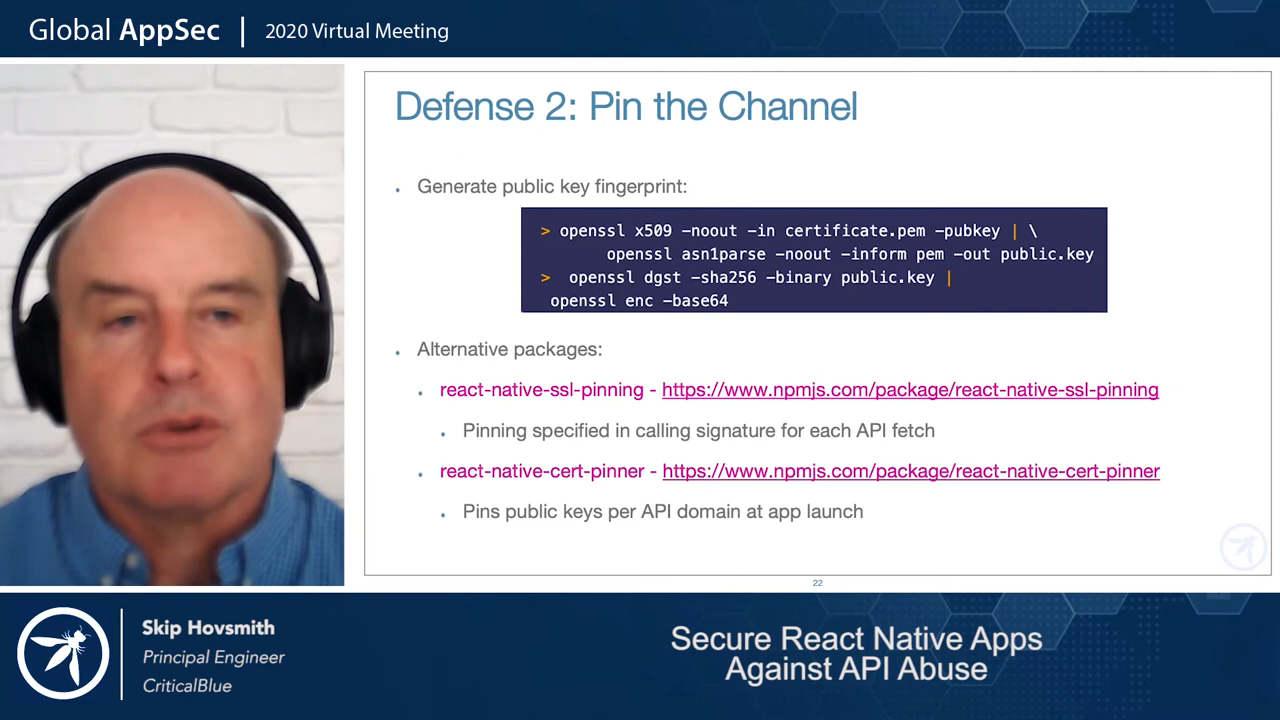 Global AppSec | 2020 Virtual Meeting
Defense 2: Pin the Channel
• Generate public key fingerprint:
> openssl x509 -noout -in certificate.pem -pubkey | \
openssl asn1parse -noout -inform pem -out public.key
> openssl dgst -sha256 -binary public.key |
openssl enc -base64
• Alternative packages:
• react-native-ssl-pinning - https://www.npmjs.com/package/react-native-ssl-pinning
• Pinning specified in calling signature for each API fetch
• react-native-cert-pinner - https://www.npmjs.com/package/react-native-cert-pinner
• Pins public keys per API domain at app launch
22
Skip Hovsmith
Principal Engineer
CriticalBlue
Secure React Native Apps
Against API Abuse